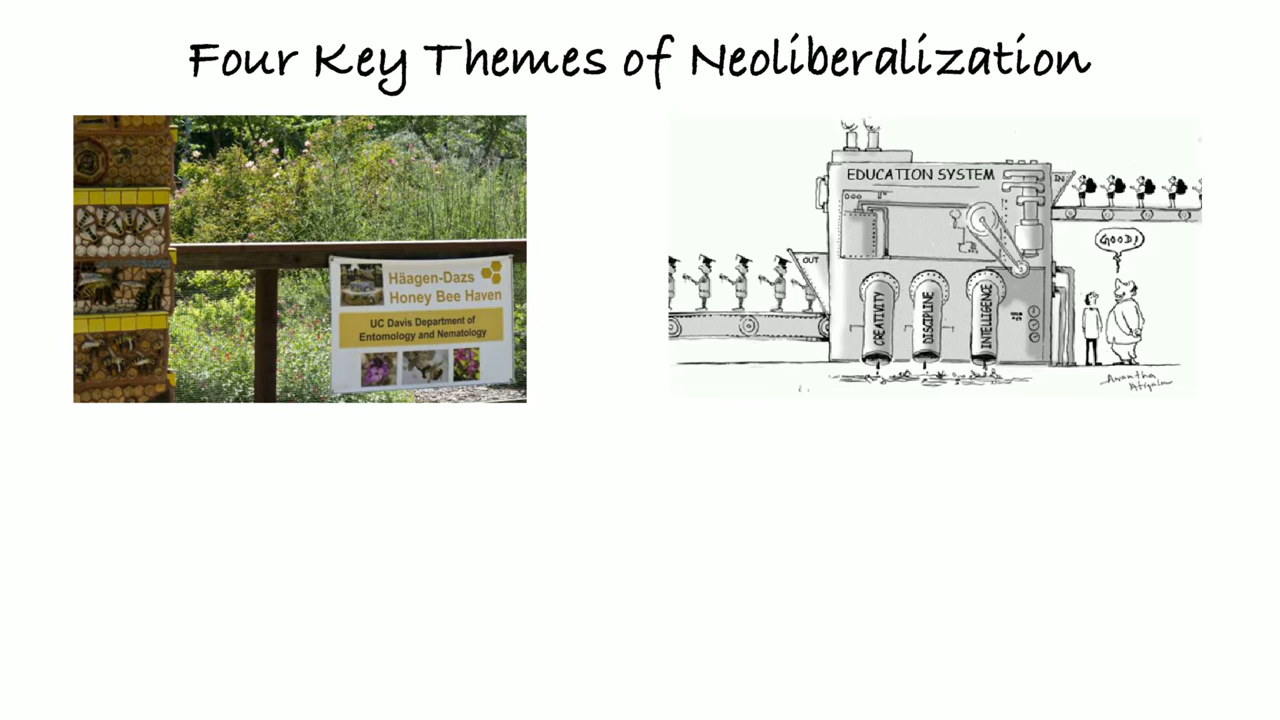 Four Key Themes of Neoliberalization
Häagen-Dazs
Honey Bee Haven
UC Davis Department of
Entomology and Nematology
EDUCATION SYSTEM
IN
GOOD!
OUT
CREATIVITY
DISCIPLINE
INTELLIGENCE
Awantha